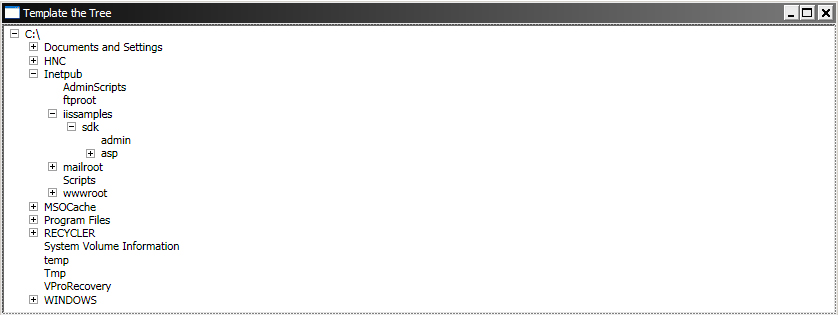 Template the Tree
C:\
Documents and Settings
HNC
Inetpub
AdminScripts
ftproot
iissamples
sdk
admin
asp
mailroot
Scripts
wwwroot
MSOCache
Program Files
RECYCLER
System Volume Information
temp
Tmp
VProRecovery
WINDOWS